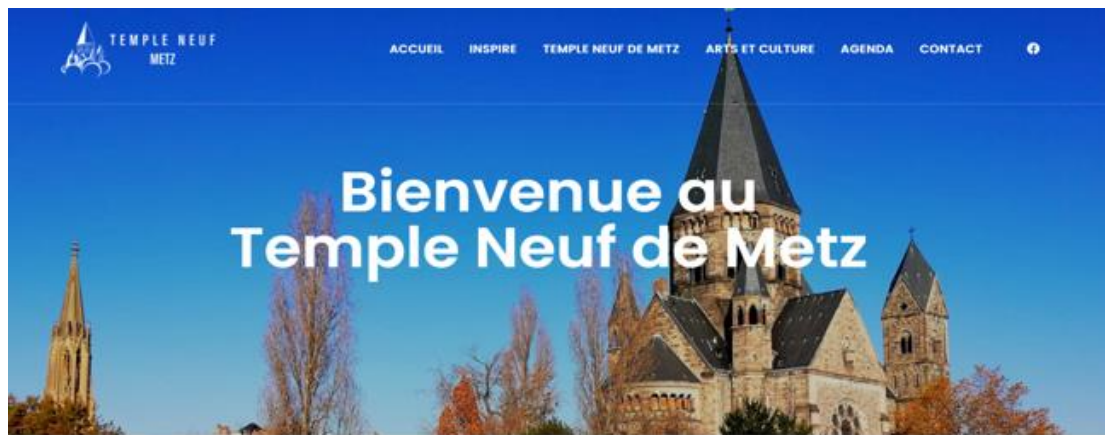 TEMPLE NEUF
METZ
ACCUEIL INSPIRE TEMPLE NEUF DE METZ ARTS ET CULTURE AGENDA CONTACT
Bienvenue au
Temple Neuf de Metz